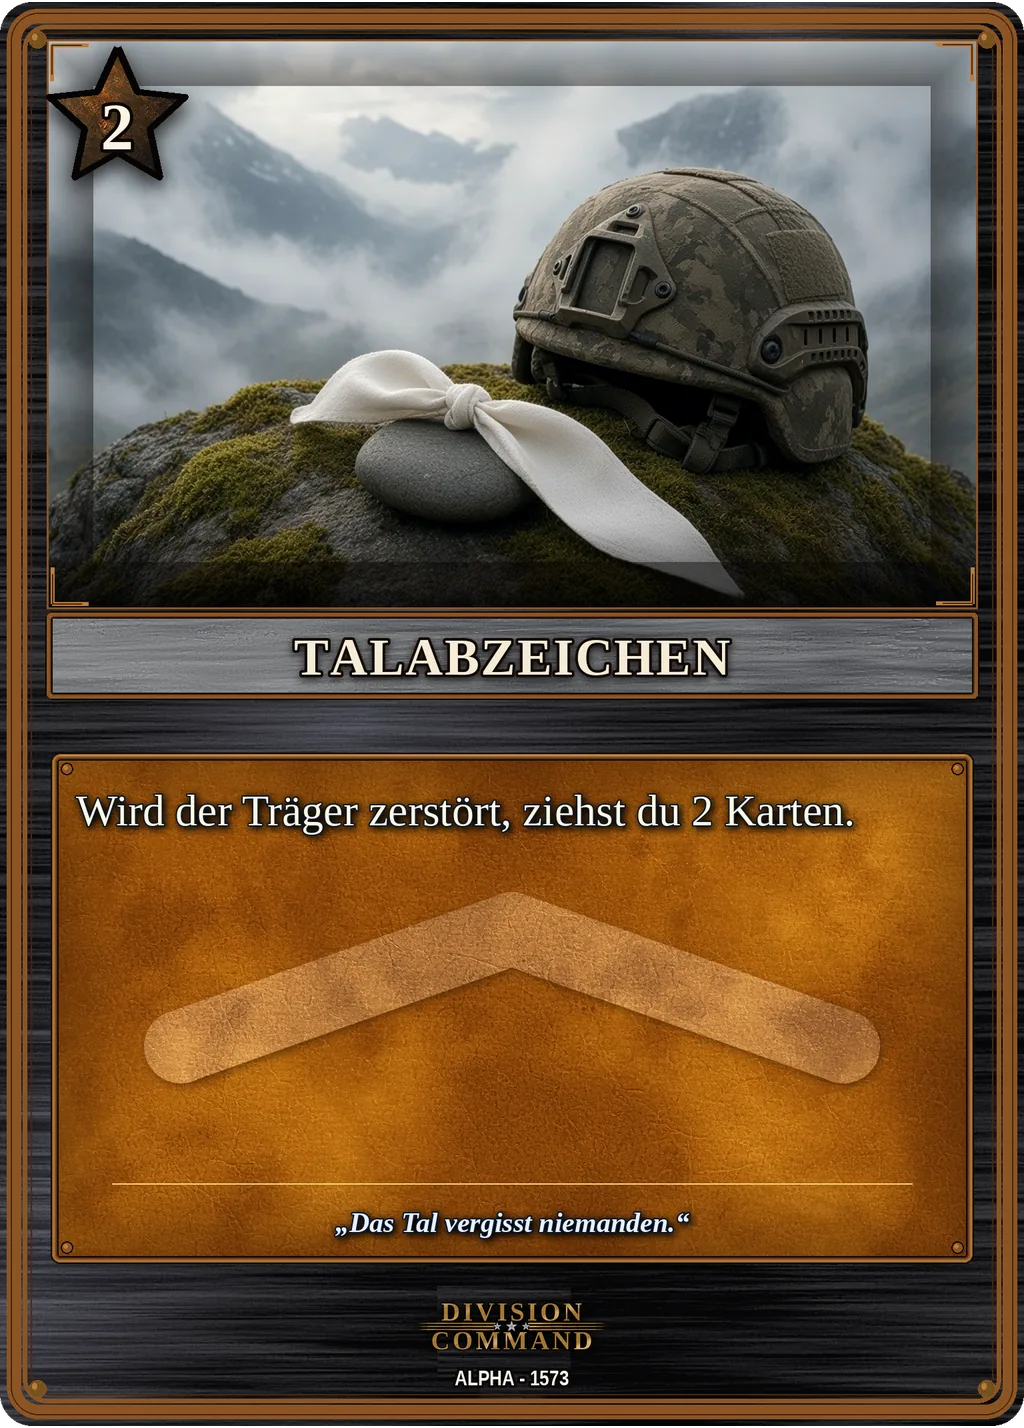 2
TALABZEICHEN
Wird der Träger zerstört, ziehst du 2 Karten.
„Das Tal vergisst niemanden.“
DIVISION
COMMAND
ALPHA - 1573